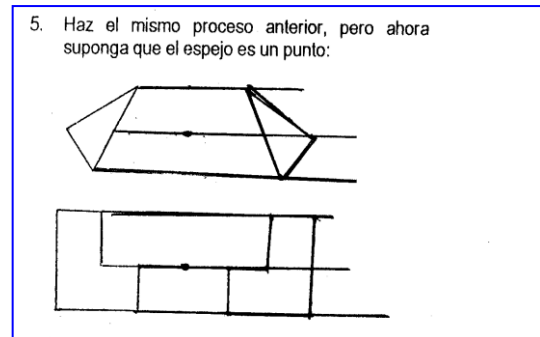 5. Haz el mismo proceso anterior, pero ahora
suponga que el espejo es un punto: